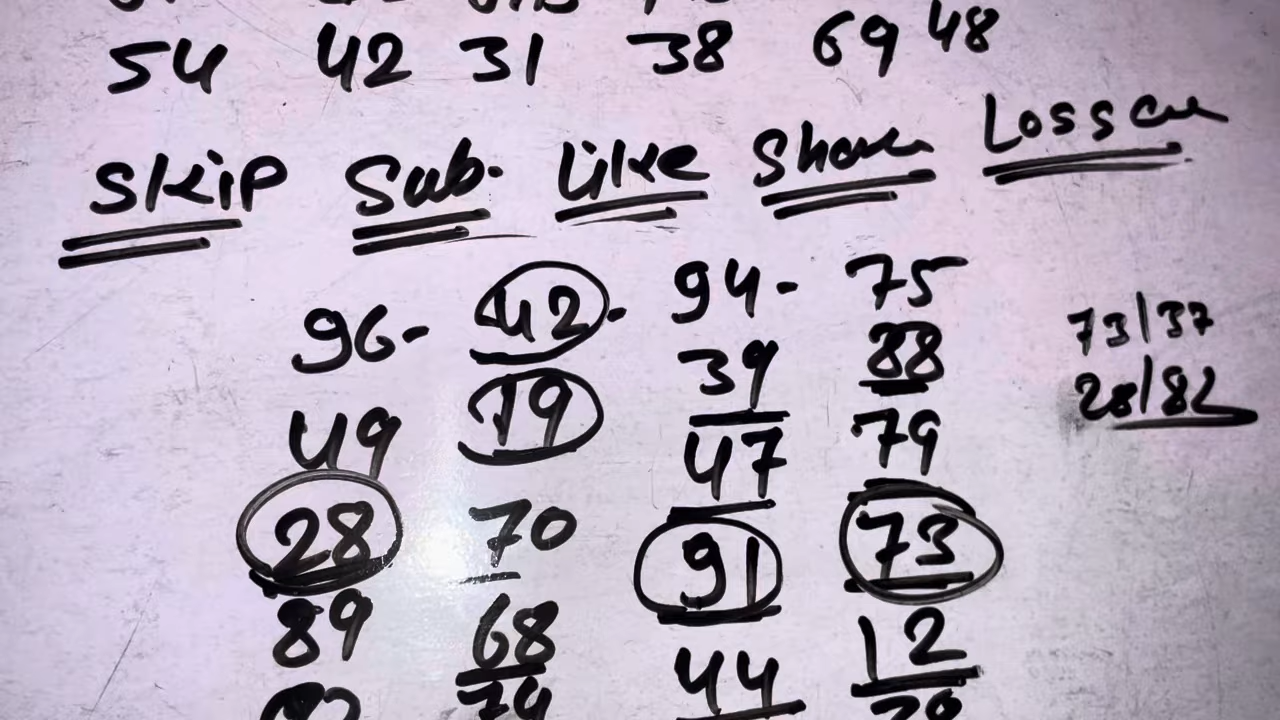 54 42 31 38 69 48
Skip Sub. Like Share
96- 42. 94- 75
39 88
49 19 47 79
28 70 91 73
89 68 44 12
73/37
28/82